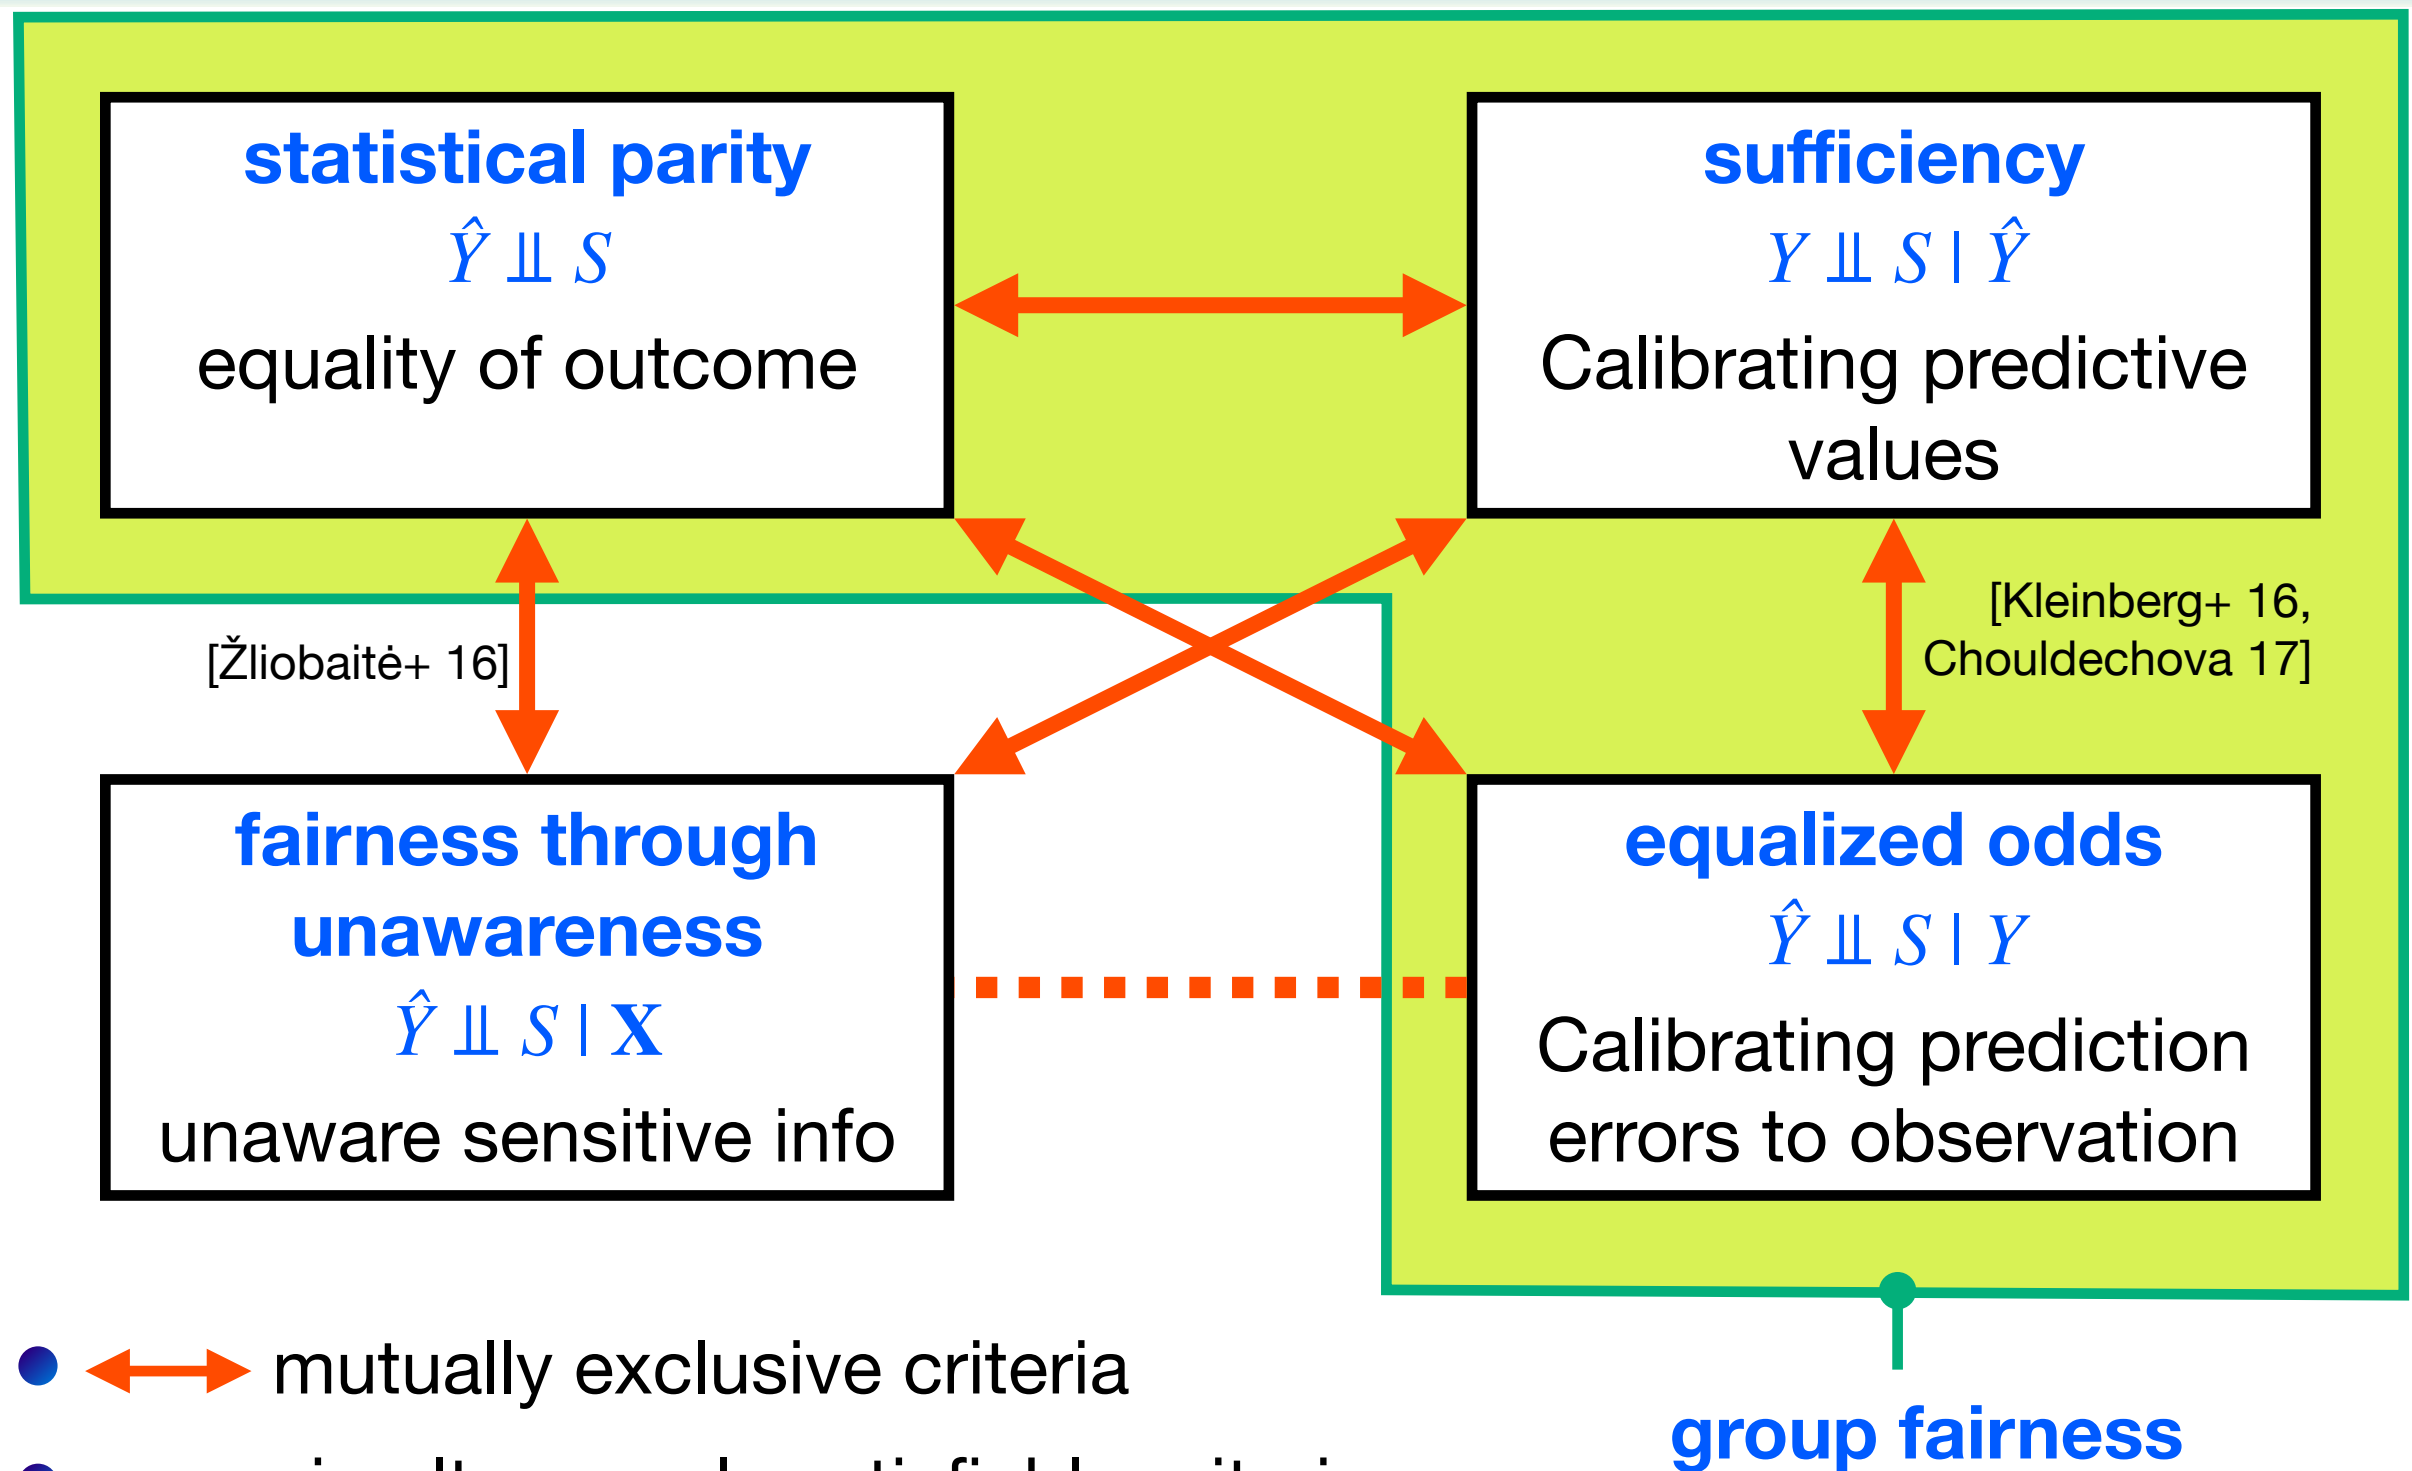 statistical parity
Ŷ ⫫ S
equality of outcome
sufficiency
Y ⫫ S | Ŷ
Calibrating predictive
values
[Žliobaitė+ 16]
[Kleinberg+ 16,
Chouldechova 17]
fairness through
unawareness
Ŷ ⫫ S | X
unaware sensitive info
equalized odds
Ŷ ⫫ S | Y
Calibrating prediction
errors to observation
mutually exclusive criteria
group fairness